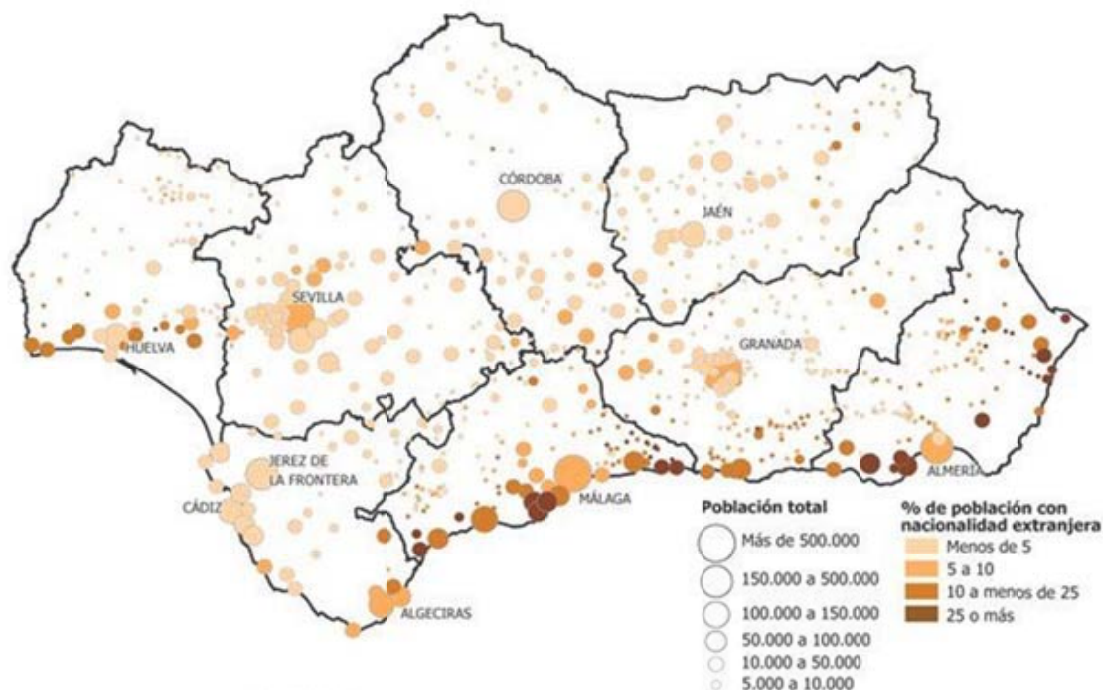 CÓRDOBA
JAÉN
SEVILLA
HUELVA
GRANADA
JEREZ DE
LA FRONTERA
CÁDIZ
MÁLAGA
ALMERÍA
ALGECIRAS
Población total
Más de 500.000
150.000 a 500.000
100.000 a 150.000
50.000 a 100.000
10.000 a 50.000
5.000 a 10.000
% de población con
nacionalidad extranjera
Menos de 5
5 a 10
10 a menos de 25
25 o más